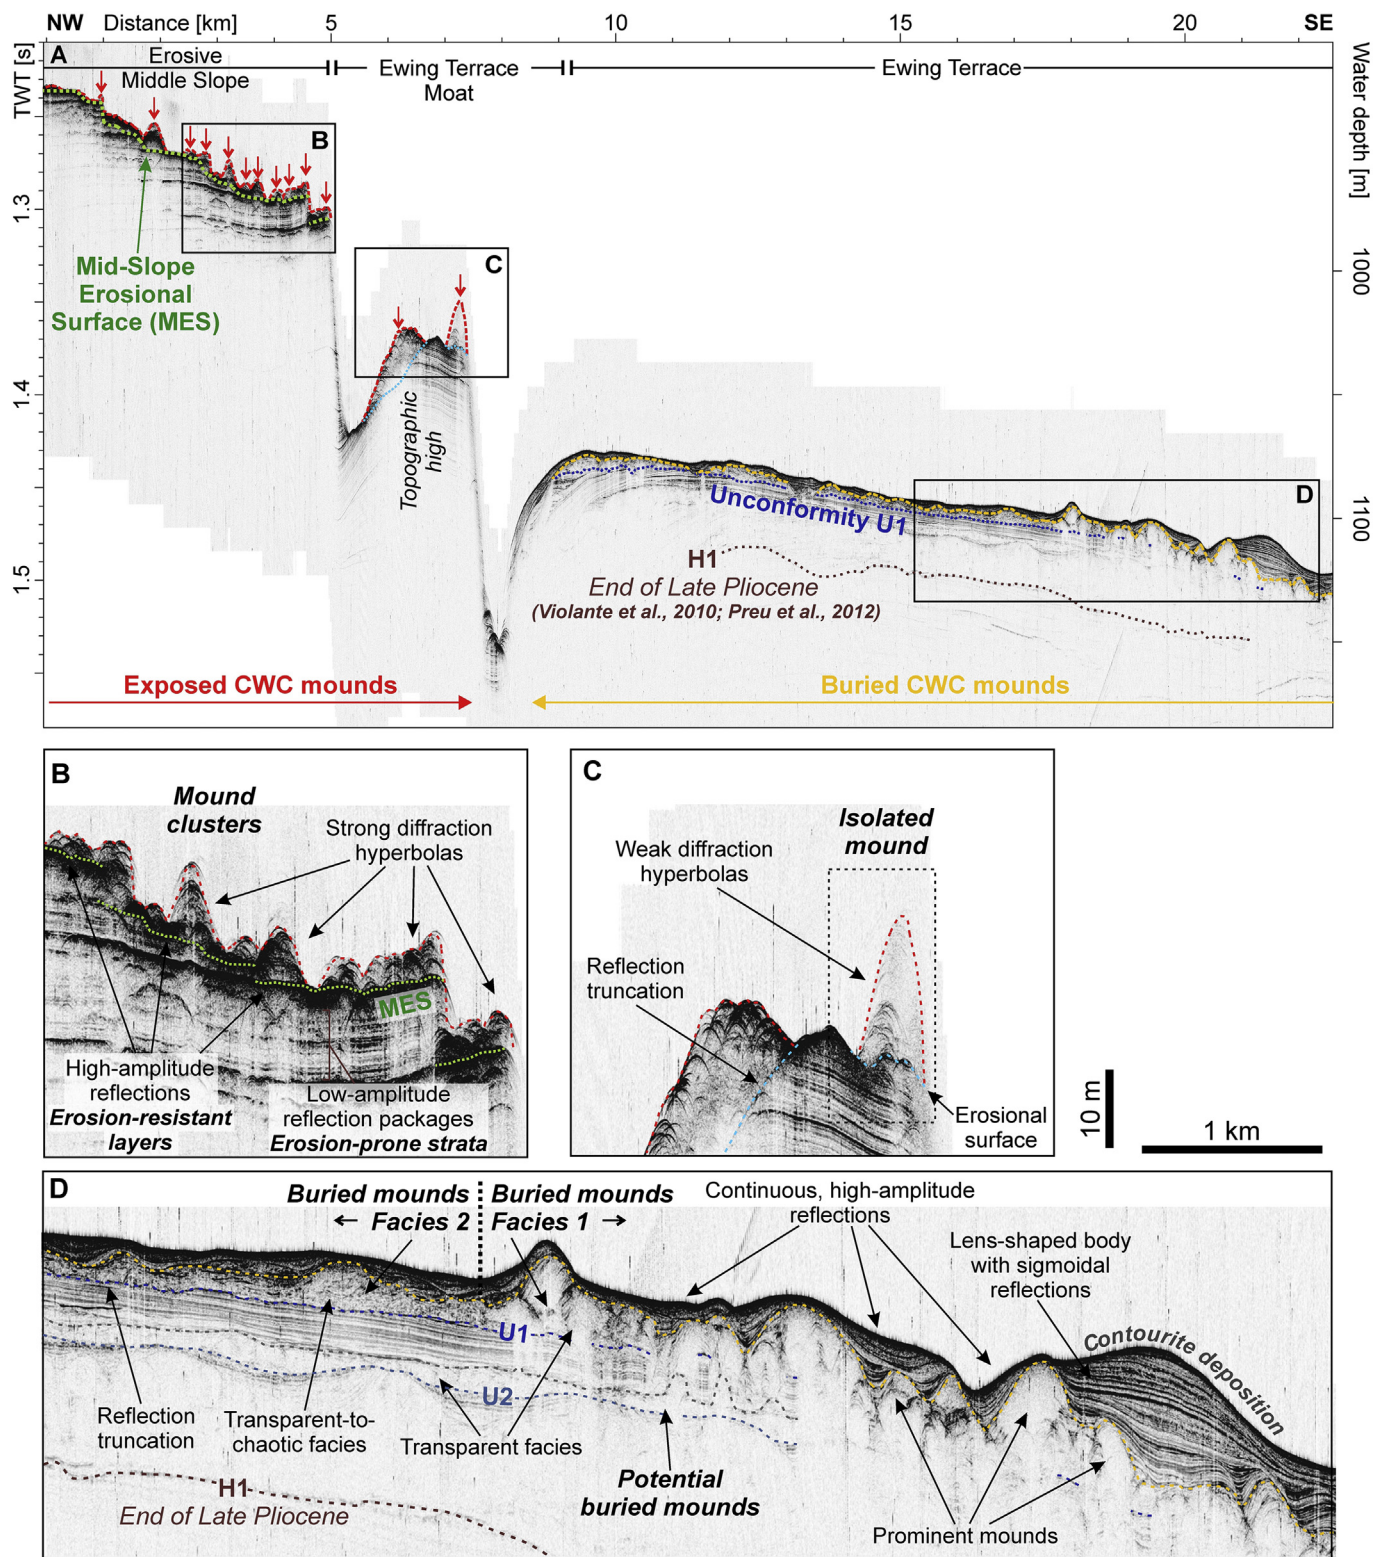 NW Distance [km] 5 10 15 20 SE
A
Erosive
Middle Slope
Ewing Terrace
Moat
Ewing Terrace
TWT [s]
1.3
1.4
1.5
Water depth [m]
1000
1100
B
C
D
Mid-Slope
Erosional
Surface (MES)
Topographic
high
Unconformity U1
H1
End of Late Pliocene
(Violante et al., 2010; Preu et al., 2012)
Exposed CWC mounds
Buried CWC mounds
B
Mound
clusters
Strong diffraction
hyperbolas
MES
High-amplitude
reflections
Erosion-resistant
layers
Low-amplitude
reflection packages
Erosion-prone strata
C
Isolated
mound
Weak diffraction
hyperbolas
Reflection
truncation
Erosional
surface
10 m
1 km
D
Buried mounds
Facies 2
Buried mounds
Facies 1
Continuous, high-amplitude
reflections
Lens-shaped body
with sigmoidal
reflections
Contourite deposition
U1
U2
Reflection
truncation
Transparent-to-
chaotic facies
Transparent facies
Potential
buried mounds
Prominent mounds
H1
End of Late Pliocene